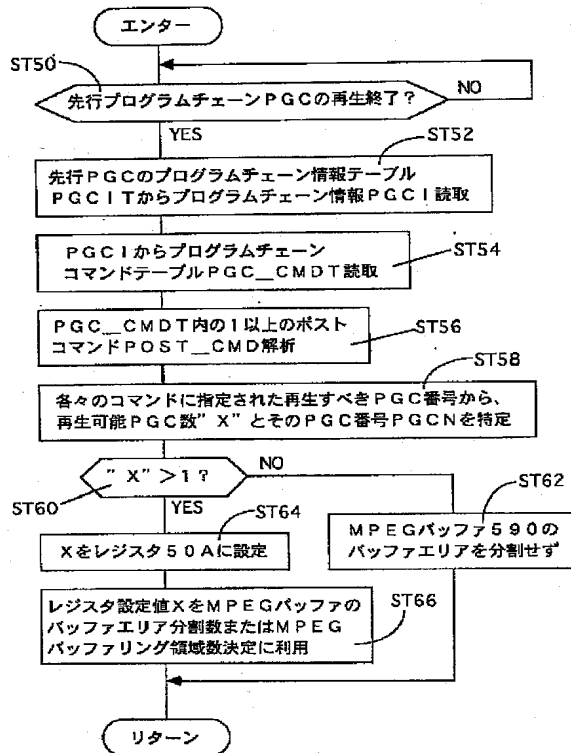 エンター
ST50
先行プログラムチェーンPGCの再生終了？
NO
YES
ST52
先行PGCのプログラムチェーン情報テーブル
PGCITからプログラムチェーン情報PGCI読取
PGCIからプログラムチェーン
コマンドテーブルPGC__CMDT読取
ST54
PGC__CMDT内の1以上のポスト
コマンドPOST__CMD解析
ST56
ST58
各々のコマンドに指定された再生すべきPGC番号から、
再生可能PGC数”X”とそのPGC番号PGCNを特定
”X”＞1？
NO
ST60
YES
ST62
ST64
MPEGバッファ590の
バッファエリアを分割せず
Xをレジスタ50Aに設定
レジスタ設定値XをMPEGバッファの
バッファエリア分割数またはMPEG
バッファリング領域数決定に利用
ST66
リターン